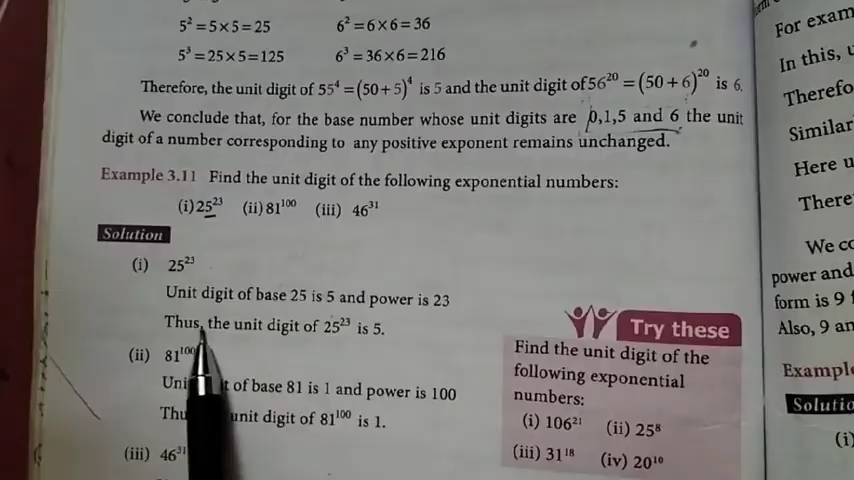 5² = 5 × 5 = 25 6² = 6 × 6 = 36
5³ = 25 × 5 = 125 6³ = 36 × 6 = 216
Therefore, the unit digit of 55⁴ = (50 + 5)⁴ is 5 and the unit digit of 56²⁰ = (50 + 6)²⁰ is 6.
We conclude that, for the base number whose unit digits are 0,1,5 and 6 the unit
digit of a number corresponding to any positive exponent remains unchanged.
Example 3.11 Find the unit digit of the following exponential numbers:
(i) 25²³ (ii) 81¹⁰⁰ (iii) 46³¹
Solution
(i) 25²³
Unit digit of base 25 is 5 and power is 23
Thus, the unit digit of 25²³ is 5.
(ii) 81¹⁰⁰
of base 81 is 1 and power is 100
unit digit of 81¹⁰⁰ is 1.
(iii) 46³¹
Try these
Find the unit digit of the
following exponential
numbers:
(i) 106²¹ (ii) 25⁸
(iii) 31¹⁸ (iv) 20¹⁰
For exam
In this,
Therefo
Similar
Here u
There
We co
power and
form is 9
Also, 9 an
Example
Solutio
(i)